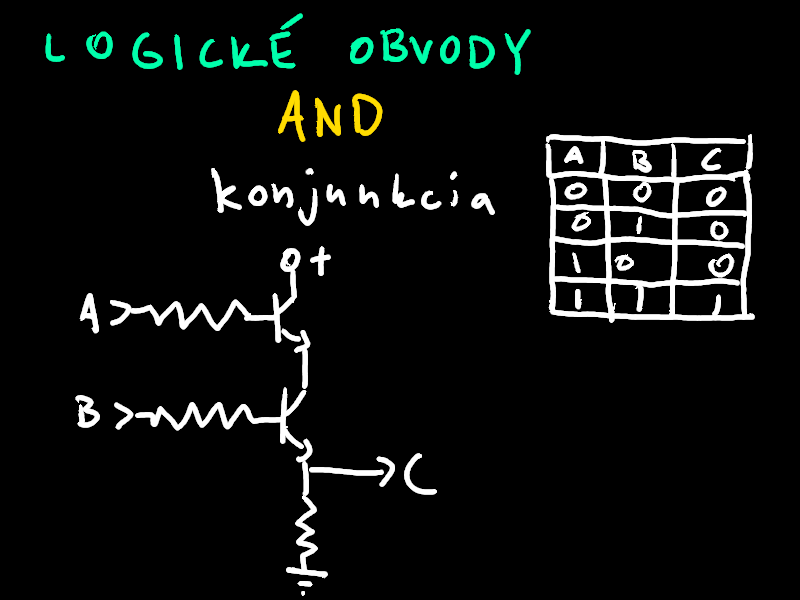 LOGICKÉ OBVODY
AND
konjunkcia
A B C
0 0 0
0 1 0
1 0 0
1 1 1
+
A
B
C